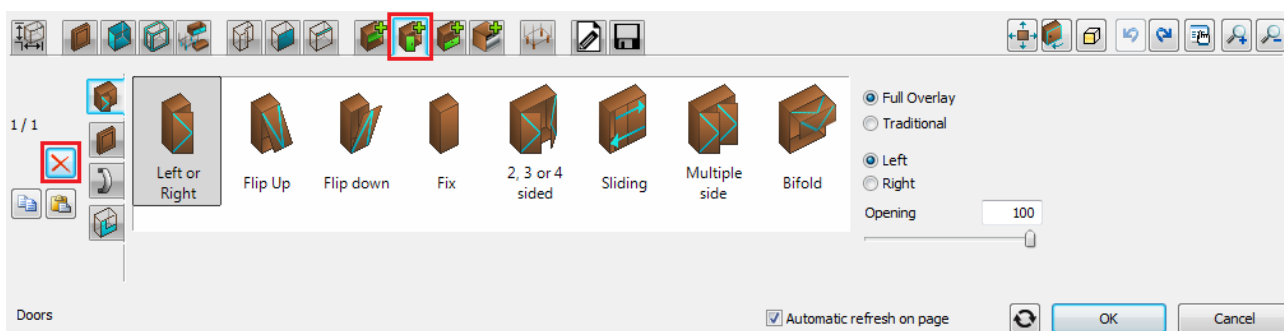 1 / 1
Left or
Right
Flip Up
Flip down
Fix
2, 3 or 4
sided
Sliding
Multiple
side
Bifold
Full Overlay
Traditional
Left
Right
Opening
100
Doors
Automatic refresh on page
OK
Cancel